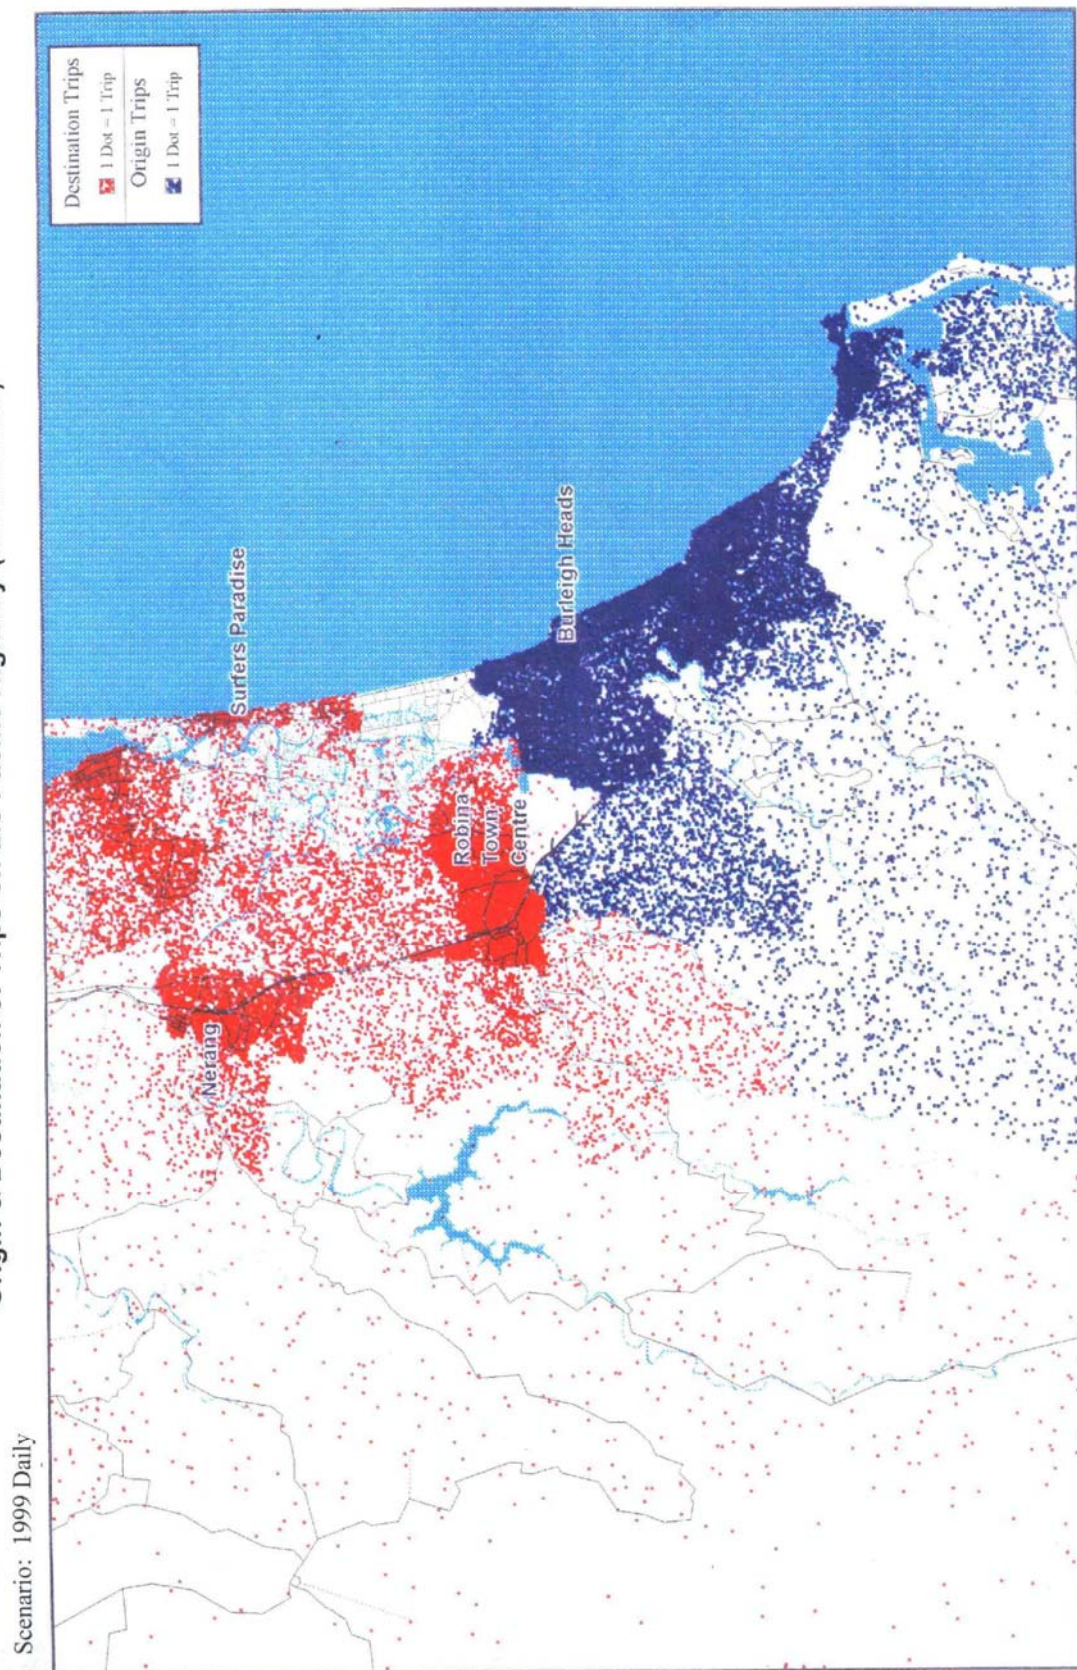 Scenario: 1999 Daily
Destination Trips
1 Dot = 1 Trip
Origin Trips
1 Dot = 1 Trip
Surfers Paradise
Nerang
Robina
Town
Centre
Burleigh Heads